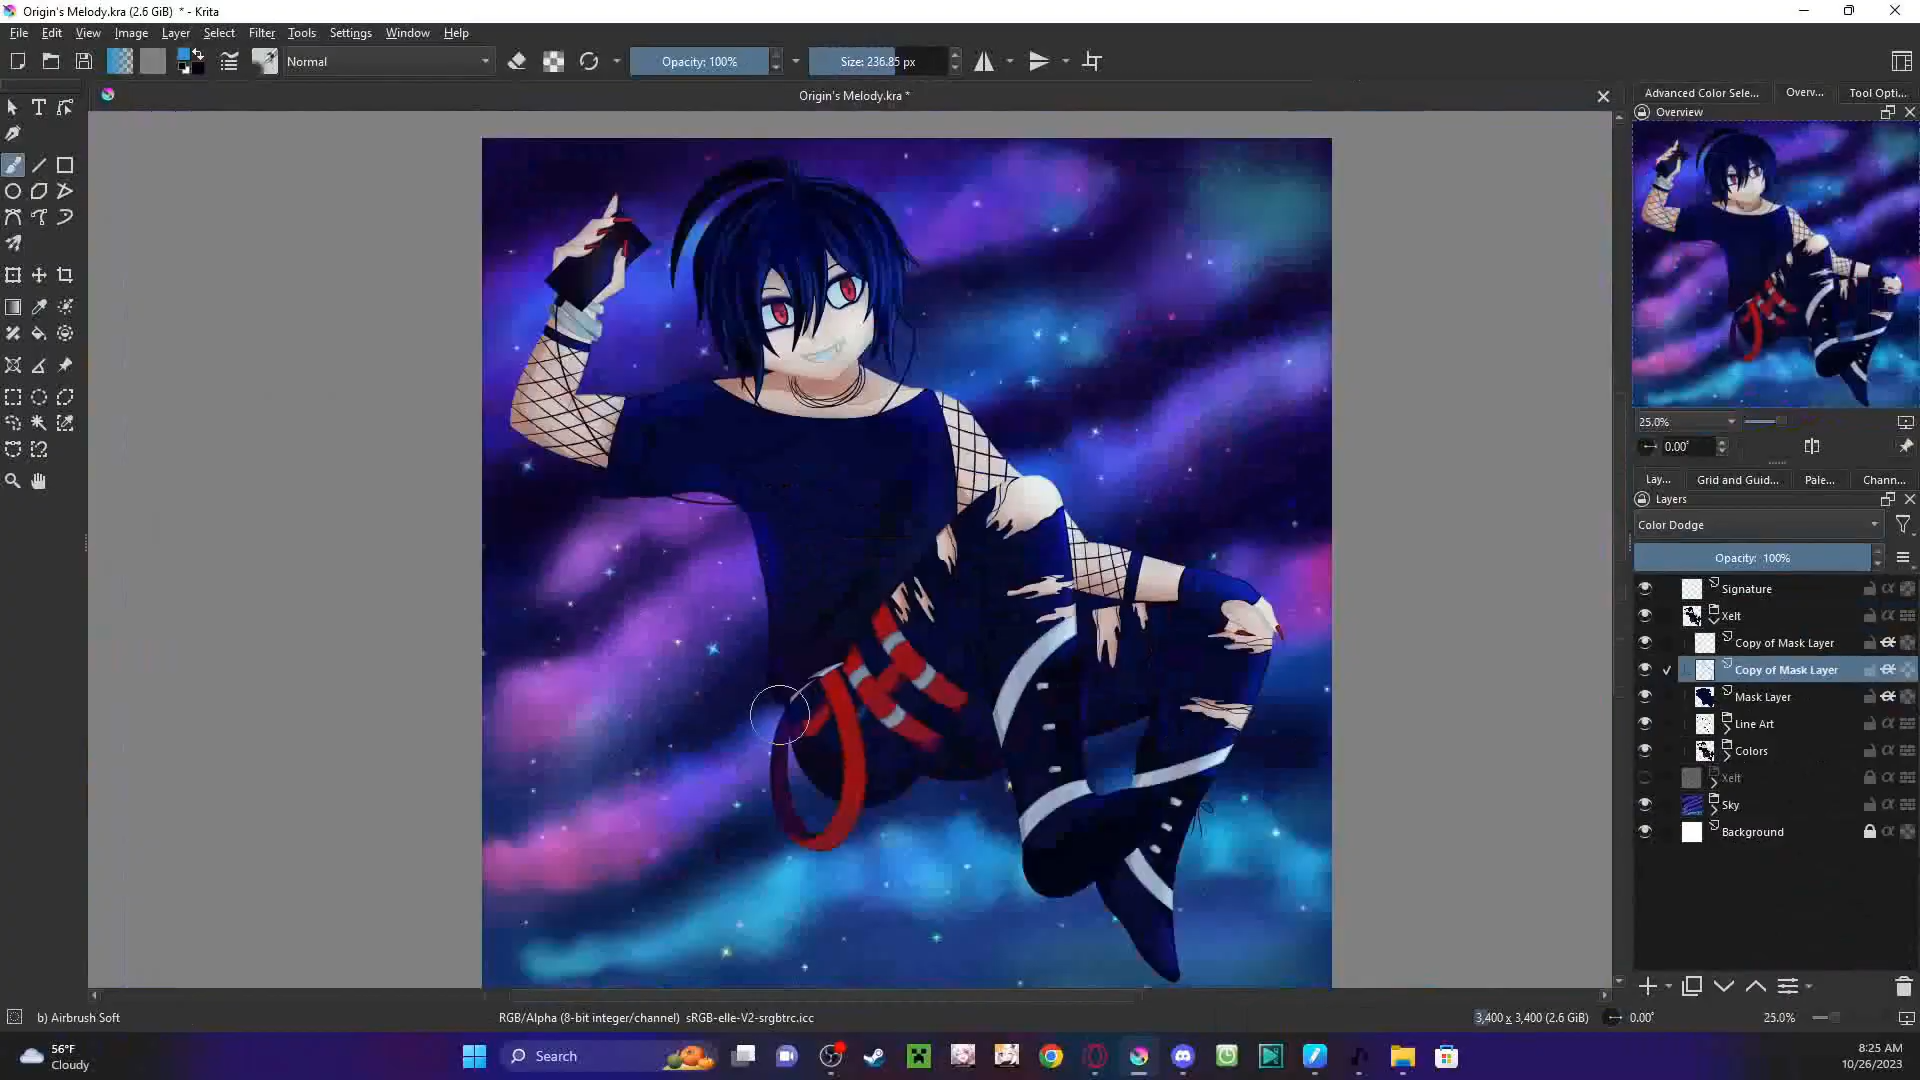 Origin's Melody.kra (2.6 GiB) * - Krita
File Edit View Image Layer Select Filter Tools Settings Window Help
Normal
Opacity: 100%
Size: 236.85 px
Origin's Melody.kra *
Advanced Color Sele...
Overv...
Tool Opti...
Overview
25.0%
0.00°
Lay...
Grid and Guid...
Pale...
Chann...
Layers
Color Dodge
Opacity: 100%
Signature
Xelt
Copy of Mask Layer
Copy of Mask Layer
Mask Layer
Line Art
Colors
Xelt
Sky
Background
b) Airbrush Soft
RGB/Alpha (8-bit integer/channel) sRGB-elle-V2-srgbtrc.icc
3,400 x 3,400 (2.6 GiB)
0.00°
25.0%
56°F
Cloudy
Search
8:25 AM
10/26/2023